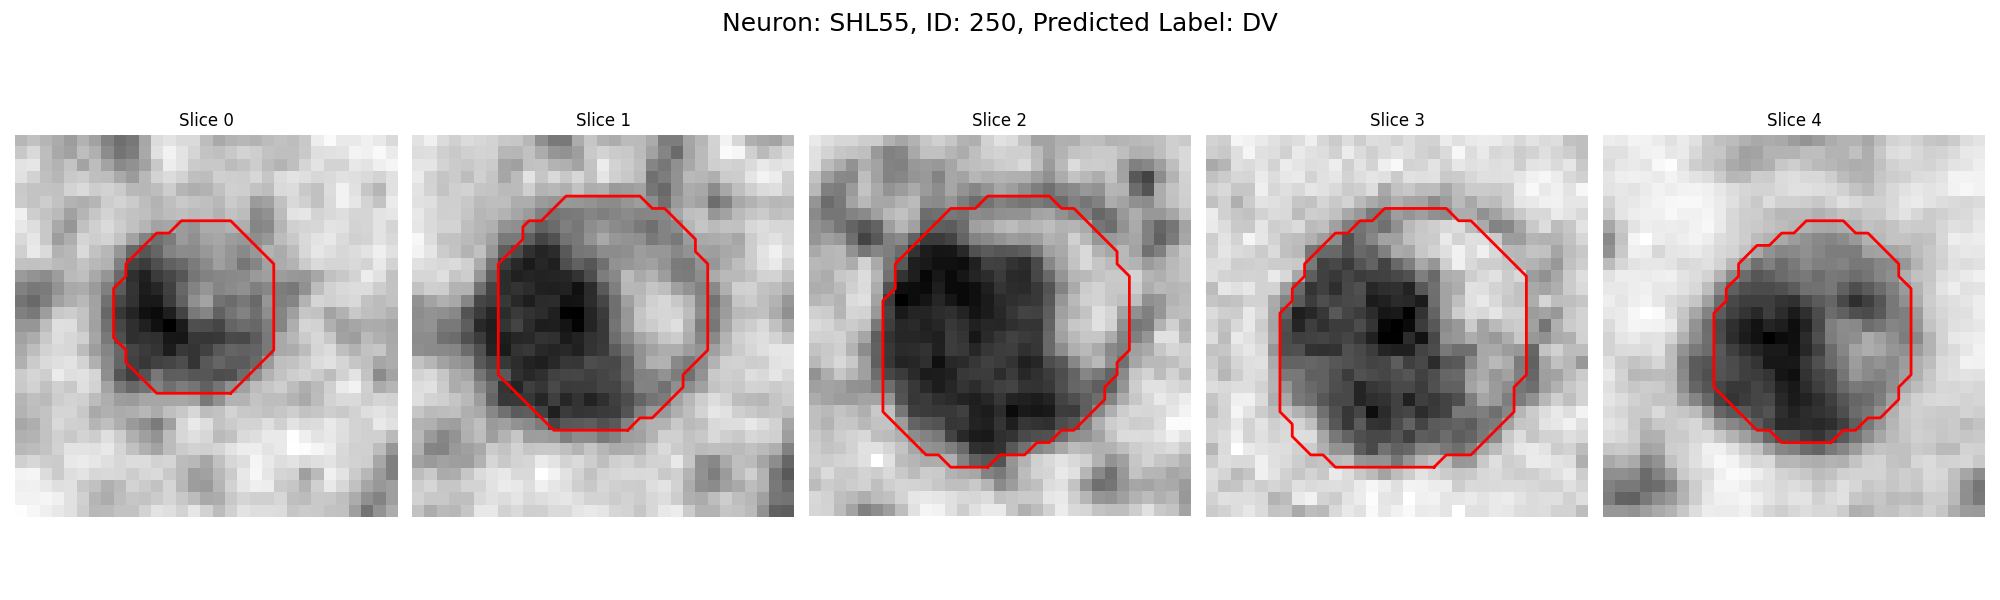 Neuron: SHL55, ID: 250, Predicted Label: DV
Slice 0
Slice 1
Slice 2
Slice 3
Slice 4